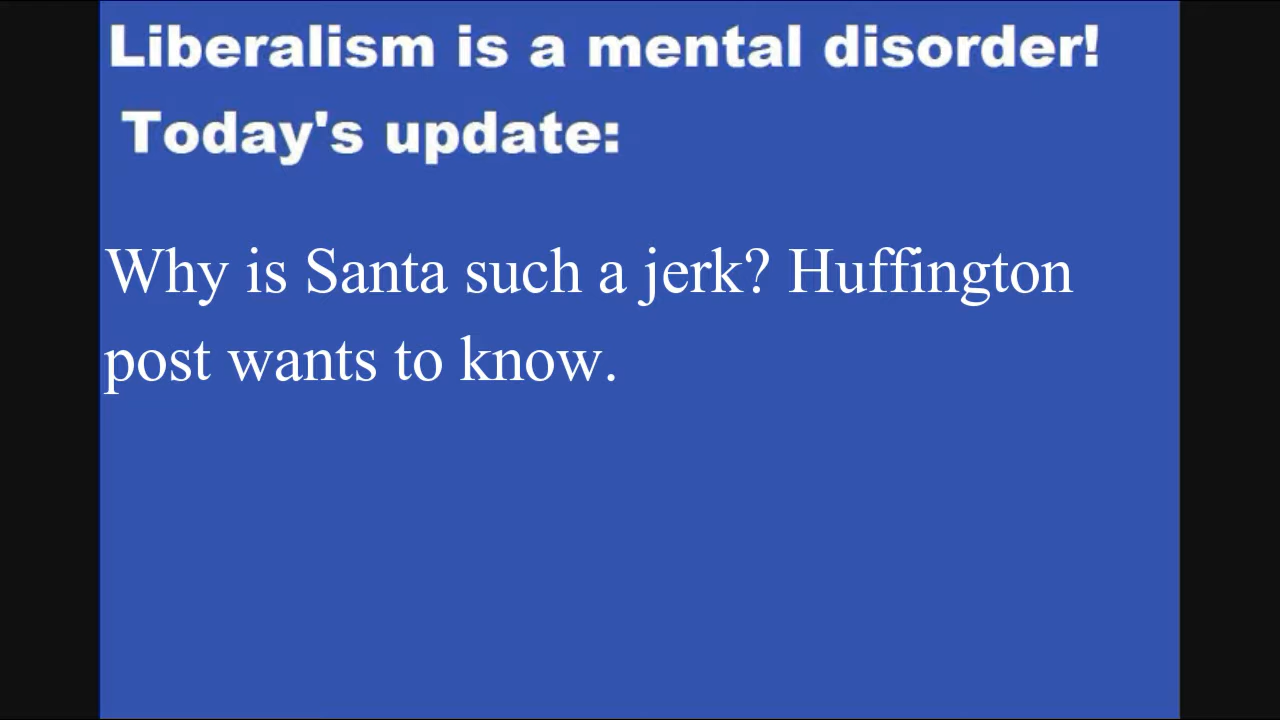 Liberalism is a mental disorder!
Today's update:
Why is Santa such a jerk? Huffington
post wants to know.